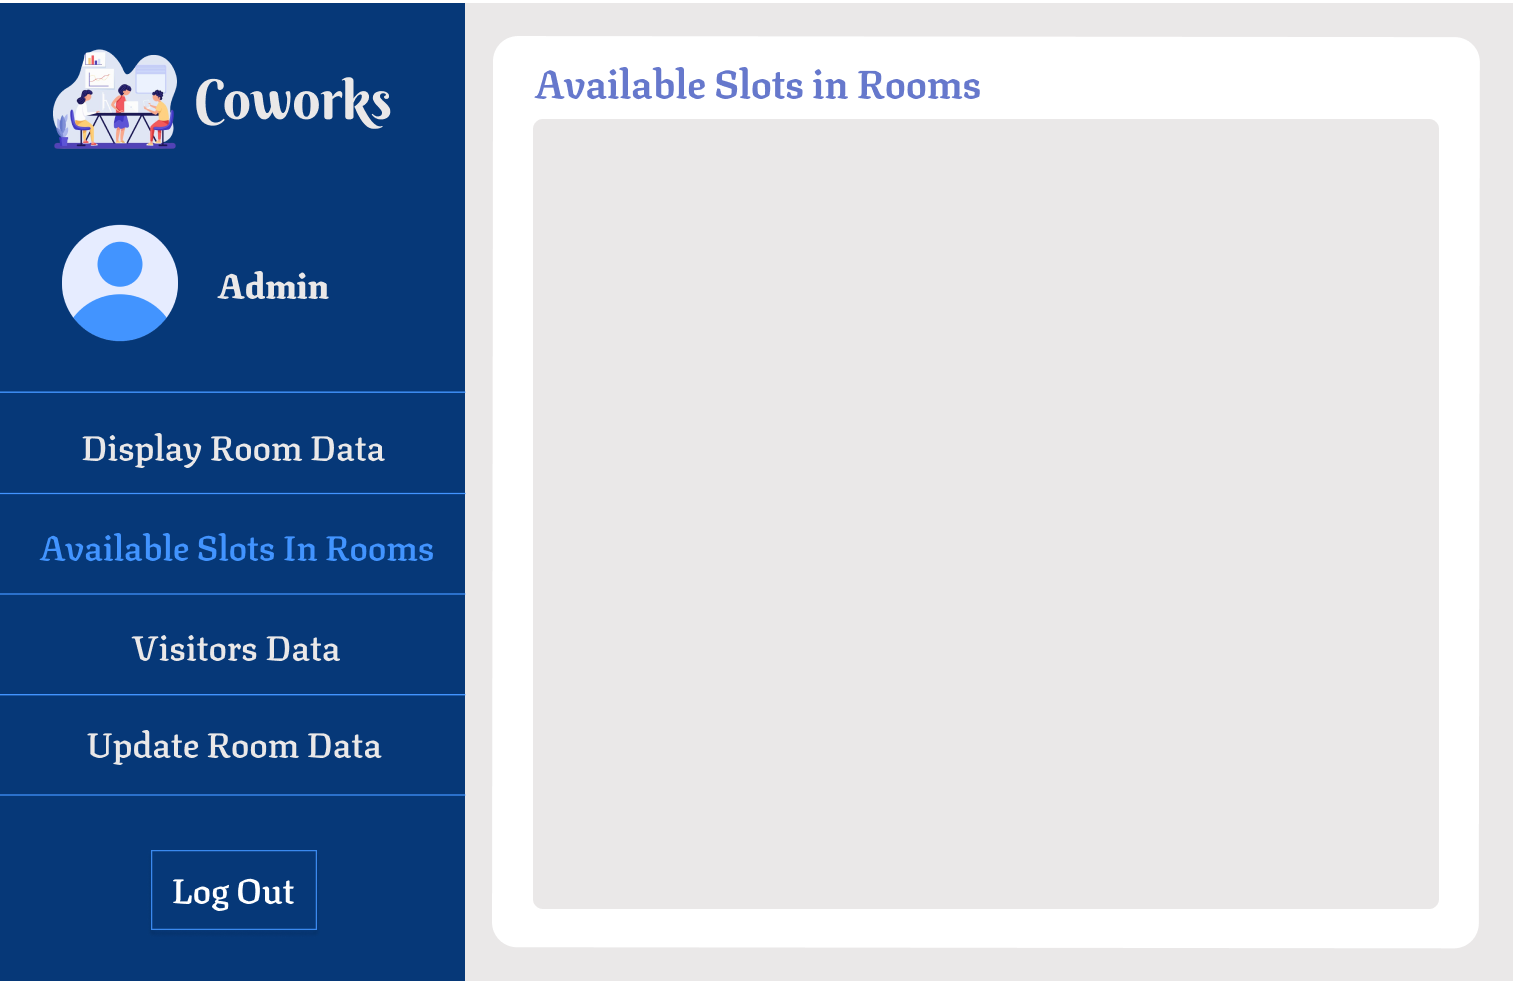 Coworks
Admin
Display Room Data
Available Slots In Rooms
Visitors Data
Update Room Data
Log Out
Available Slots in Rooms